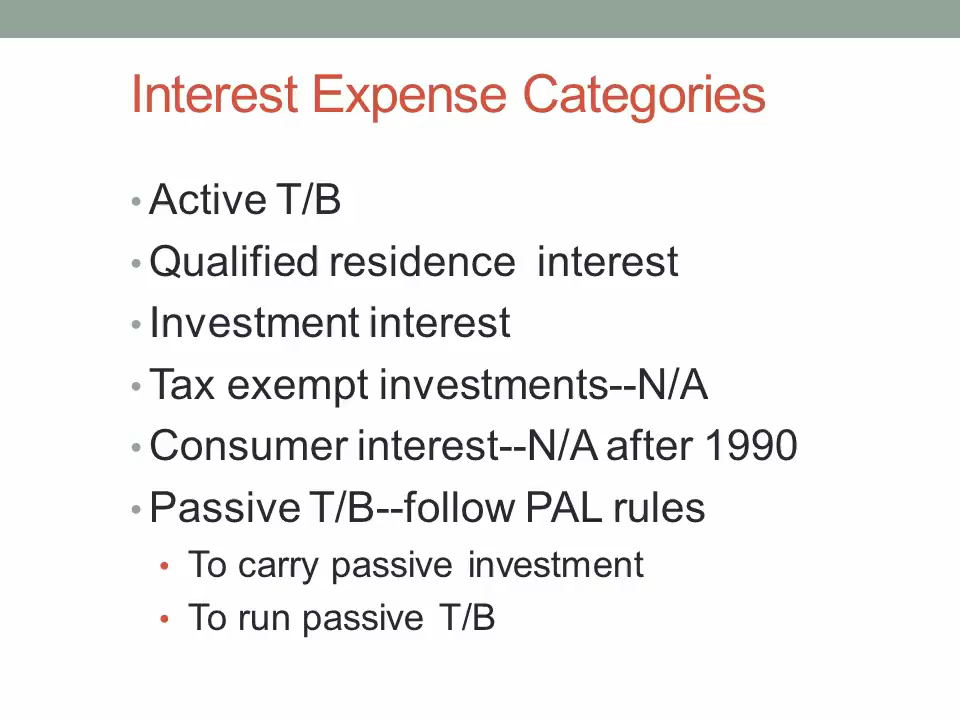 Interest Expense Categories
• Active T/B
• Qualified residence interest
• Investment interest
• Tax exempt investments--N/A
• Consumer interest--N/A after 1990
• Passive T/B--follow PAL rules
• To carry passive investment
• To run passive T/B